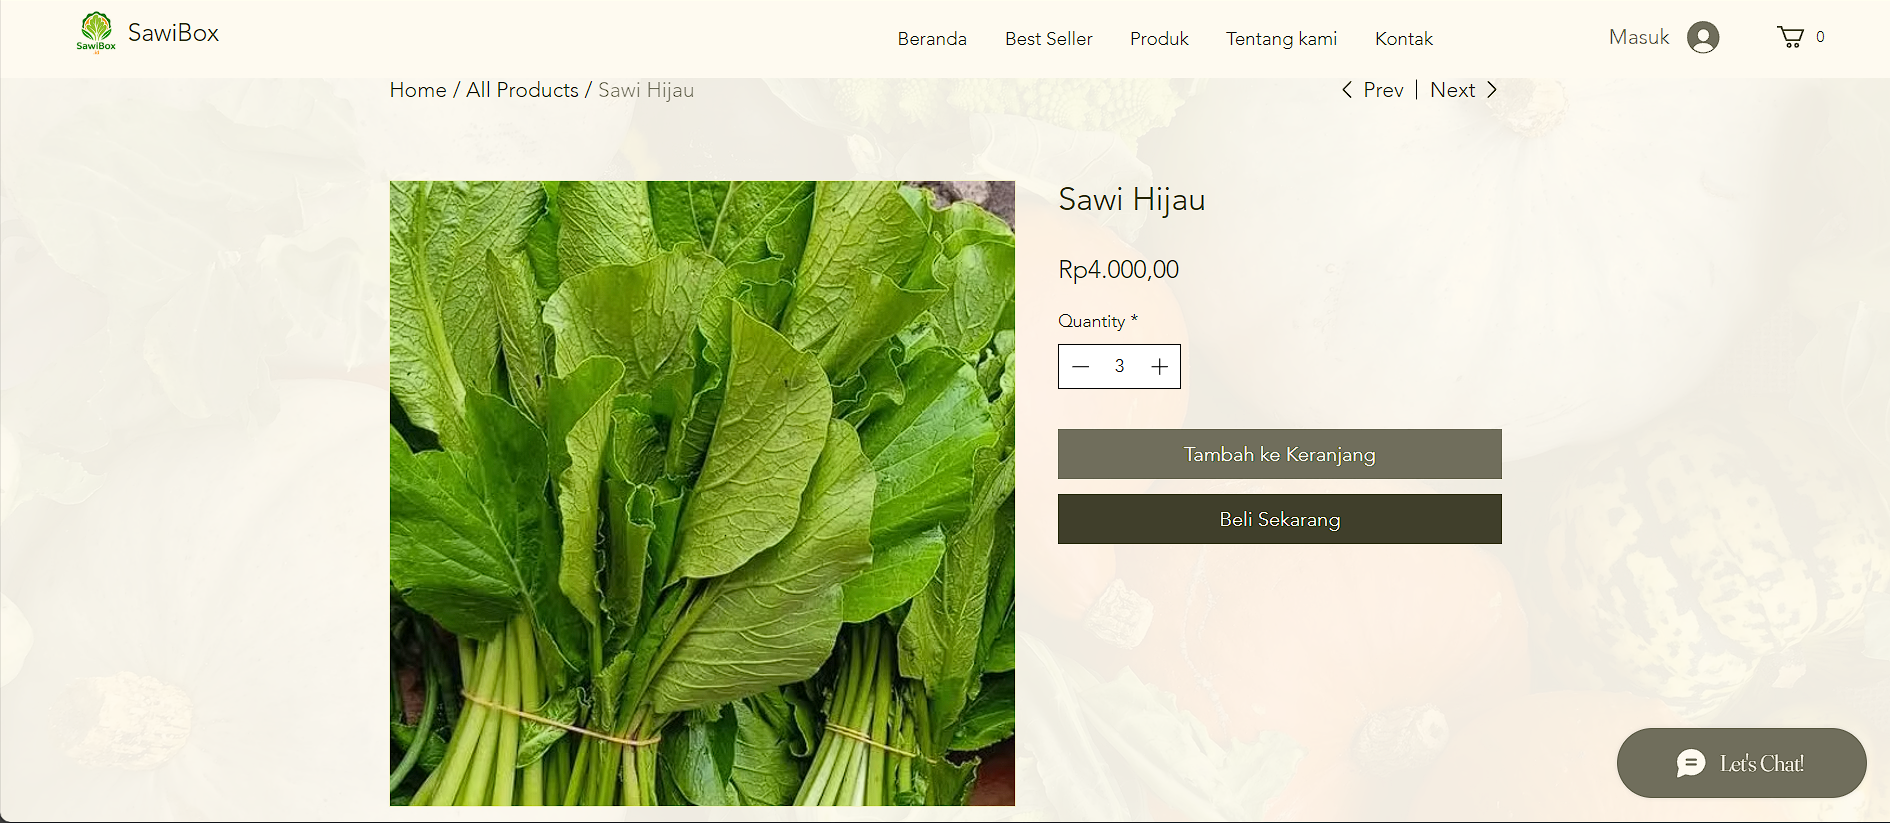 SawiBox
SawiBox
Beranda
Best Seller
Produk
Tentang kami
Kontak
Masuk
0
Home / All Products / Sawi Hijau
Prev | Next
Sawi Hijau
Rp4.000,00
Quantity *
3
Tambah ke Keranjang
Beli Sekarang
Let's Chat!